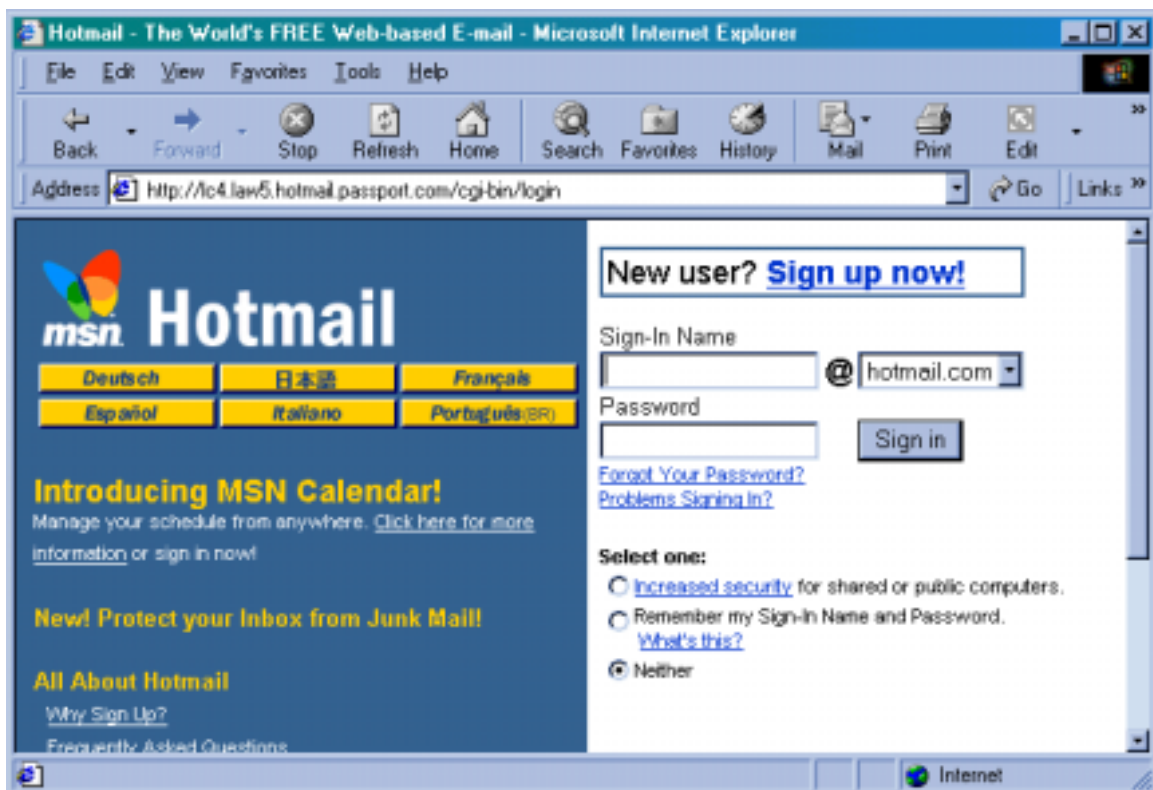 Hotmail - The World's FREE Web-based E-mail - Microsoft Internet Explorer
File Edit View Favorites Tools Help
Back Forward Stop Refresh Home Search Favorites History Mail Print Edit »
Address http://lc4.law5.hotmail.passport.com/cgi-bin/login Go Links »
msn Hotmail
Deutsch 日本語 Français
Español Italiano Português(BR)
Introducing MSN Calendar!
Manage your schedule from anywhere. Click here for more
information or sign in now!
New! Protect your Inbox from Junk Mail!
All About Hotmail
Why Sign Up?
Frequently Asked Questions
New user? Sign up now!
Sign-In Name
@ hotmail.com
Password
Sign in
Forgot Your Password?
Problems Signing In?
Select one:
Increased security for shared or public computers.
Remember my Sign-In Name and Password.
What's this?
Neither
Internet